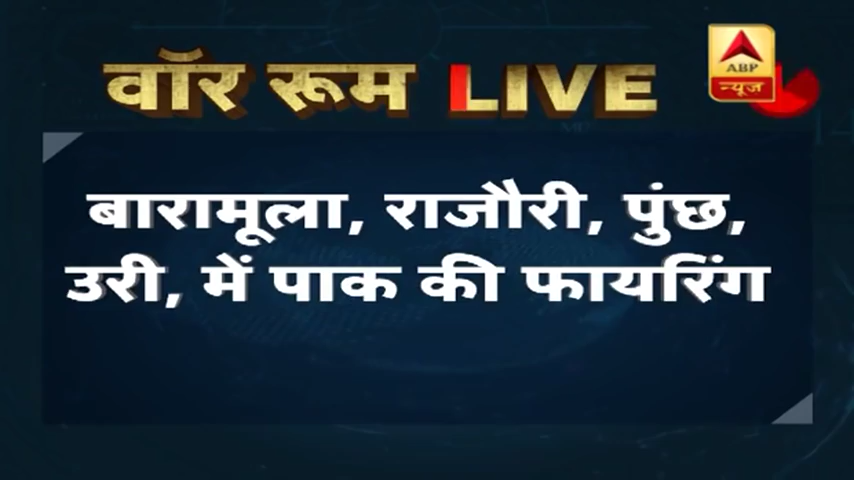 वॉर रूम LIVE
ABP
न्यूज़
बारामूला, राजौरी, पुंछ,
उरी, में पाक की फायरिंग